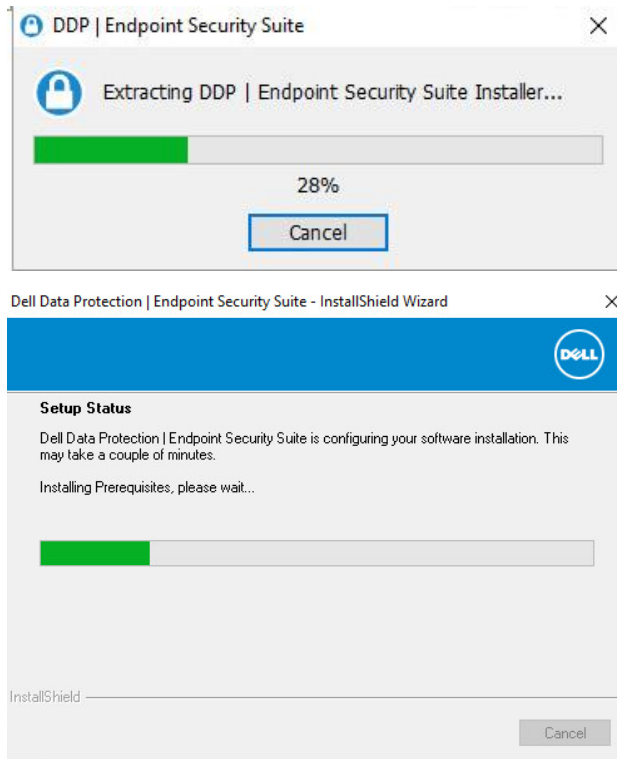 DDP | Endpoint Security Suite
Extracting DDP | Endpoint Security Suite Installer...
28%
Cancel
Dell Data Protection | Endpoint Security Suite - InstallShield Wizard
DELL
Setup Status
Dell Data Protection | Endpoint Security Suite is configuring your software installation. This
may take a couple of minutes.
Installing Prerequisites, please wait...
InstallShield
Cancel